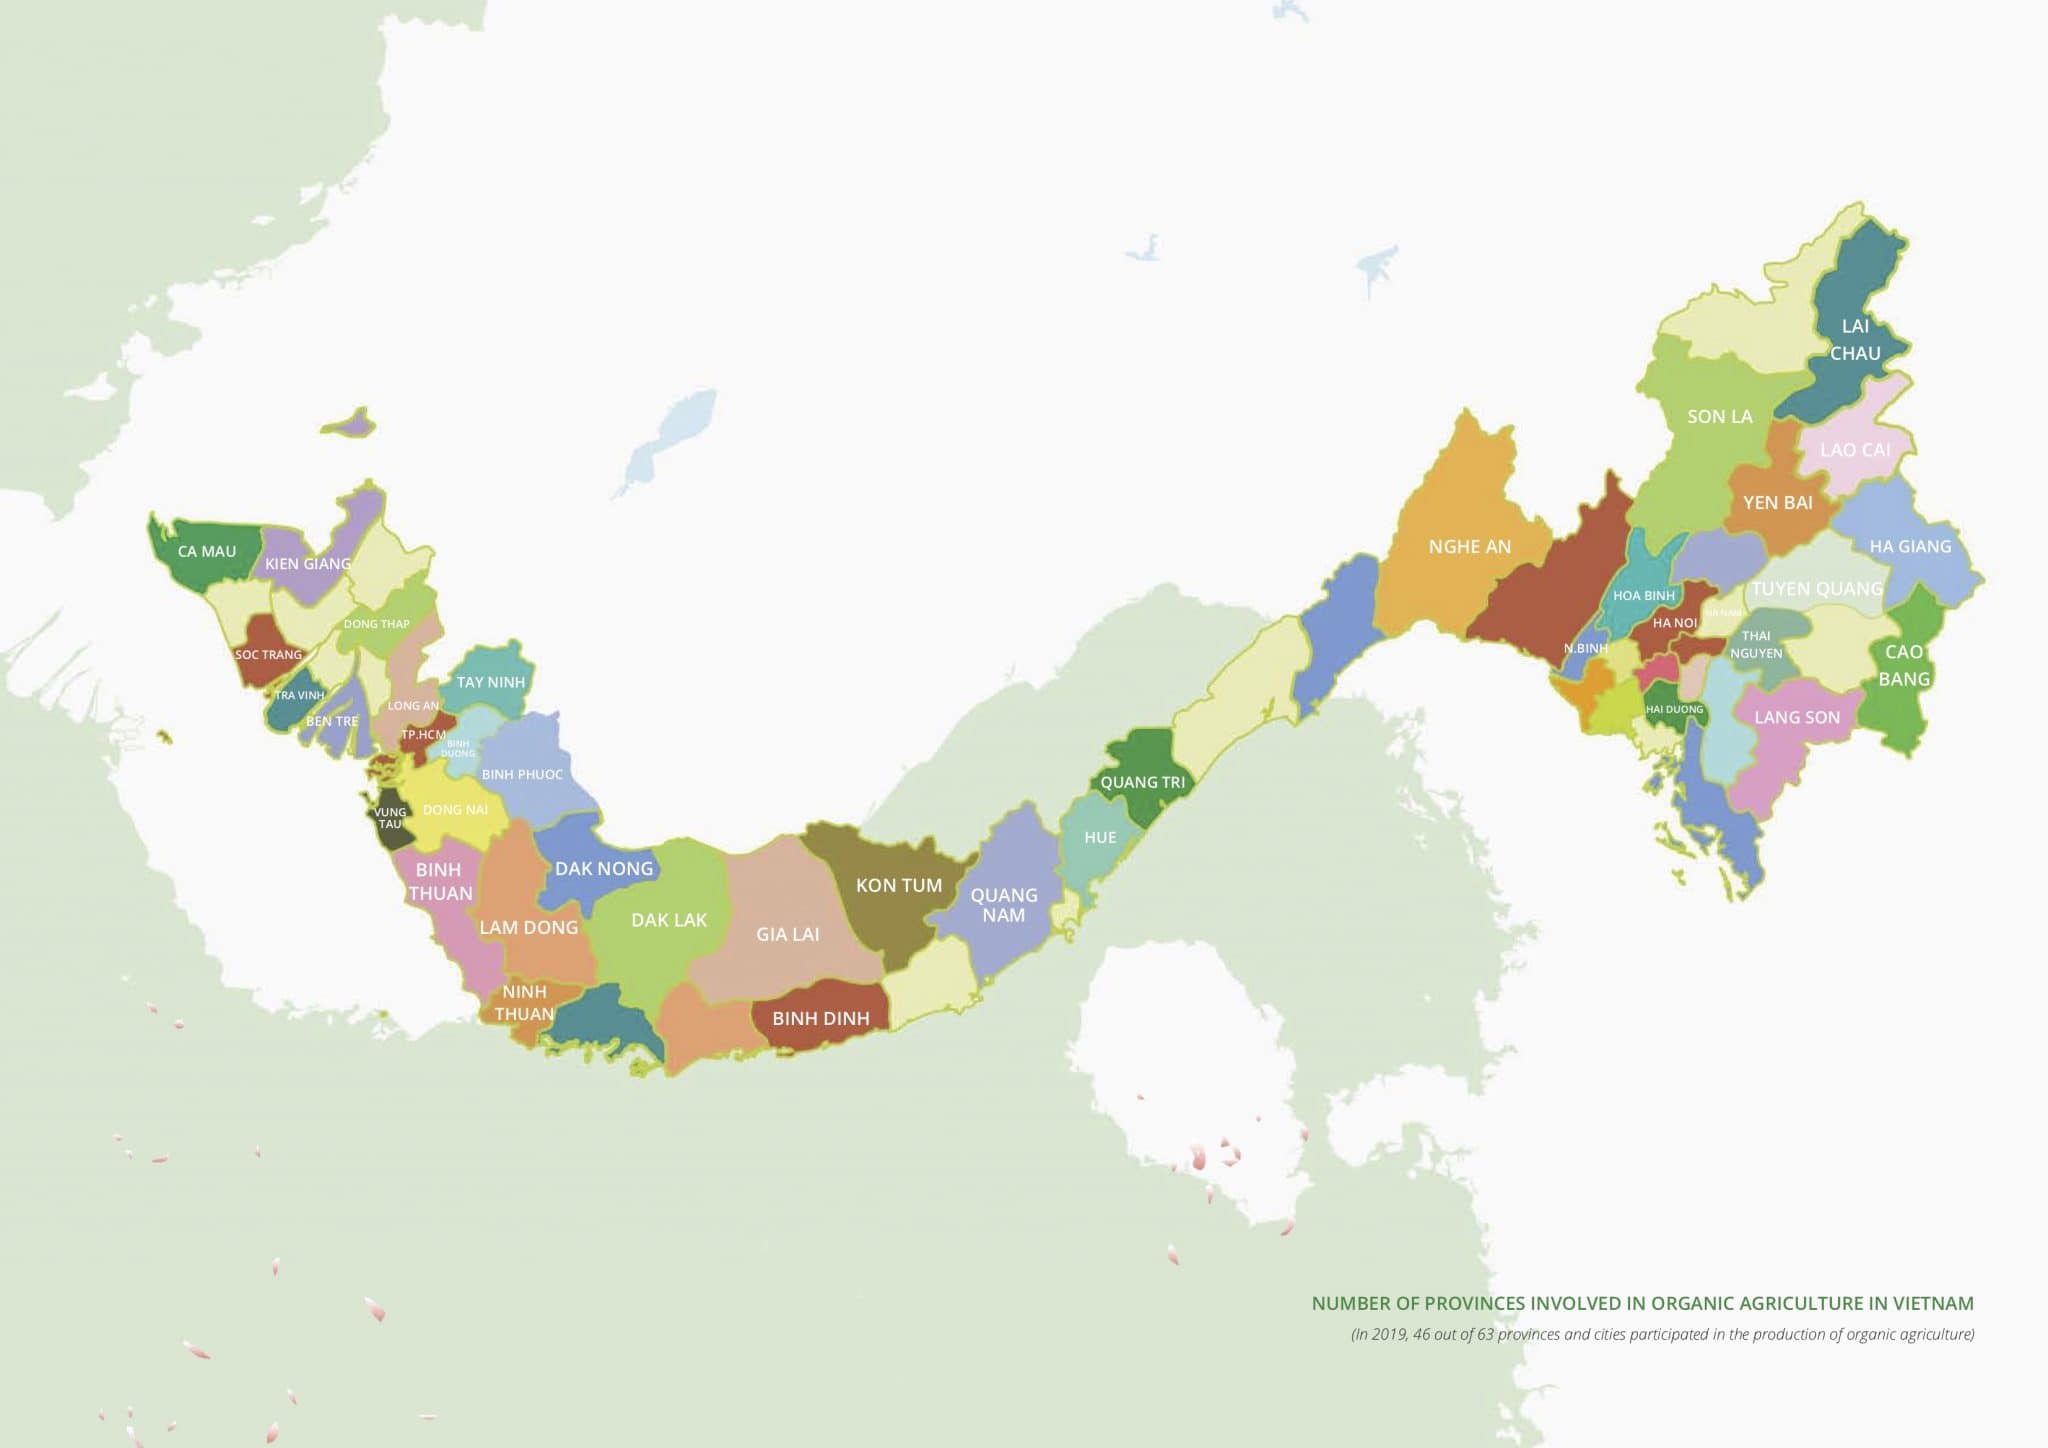 LAI
CHAU
SON LA
LAO CAI
YEN BAI
NGHE AN
HA GIANG
CA MAU
KIEN GIANG
TUYEN QUANG
HOA BINH
DONG THAP
HA NOI
THAI
NGUYEN
N.BINH
CAO
BANG
SOC TRANG
TAY NINH
TRA VINH
LONG AN
HAI DUONG
LANG SON
BEN TRE
TP.HCM
BINH
DUONG
BINH PHUOC
QUANG TRI
VUNG
TAU
DONG NAI
HUE
BINH
THUAN
DAK NONG
KON TUM
QUANG
NAM
LAM DONG
DAK LAK
GIA LAI
NINH
THUAN
BINH DINH
NUMBER OF PROVINCES INVOLVED IN ORGANIC AGRICULTURE IN VIETNAM
(In 2019, 46 out of 63 provinces and cities participated in the production of organic agriculture)